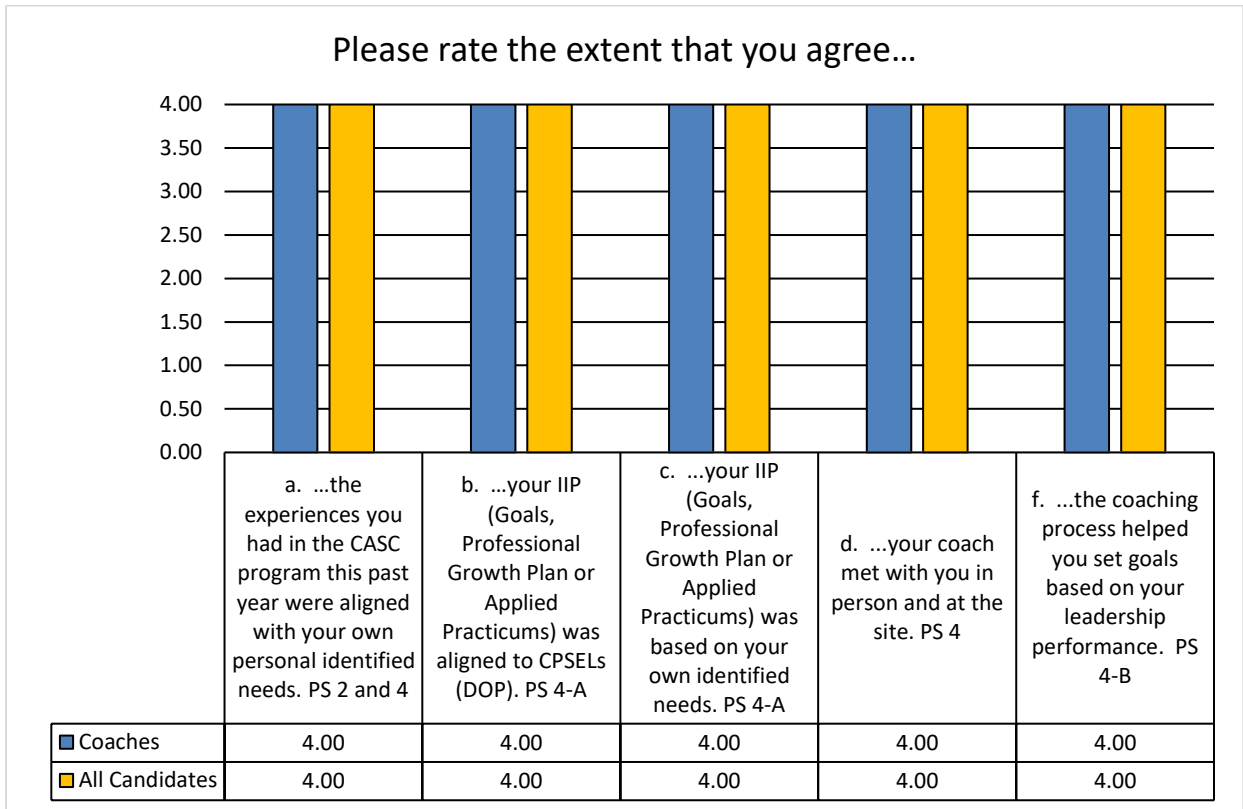 Please rate the extent that you agree…
4.00
3.50
3.00
2.50
2.00
1.50
1.00
0.50
0.00
a. ...the
experiences you
had in the CASC
program this past
year were aligned
with your own
personal identified
needs. PS 2 and 4
b. ...your IIP
(Goals,
Professional
Growth Plan or
Applied
Practicums) was
aligned to CPSELs
(DOP). PS 4-A
c. ...your IIP
(Goals,
Professional
Growth Plan or
Applied
Practicums) was
based on your
own identified
needs. PS 4-A
d. ...your coach
met with you in
person and at the
site. PS 4
f. ...the coaching
process helped
you set goals
based on your
leadership
performance. PS
4-B
Coaches 4.00 4.00 4.00 4.00 4.00
All Candidates 4.00 4.00 4.00 4.00 4.00